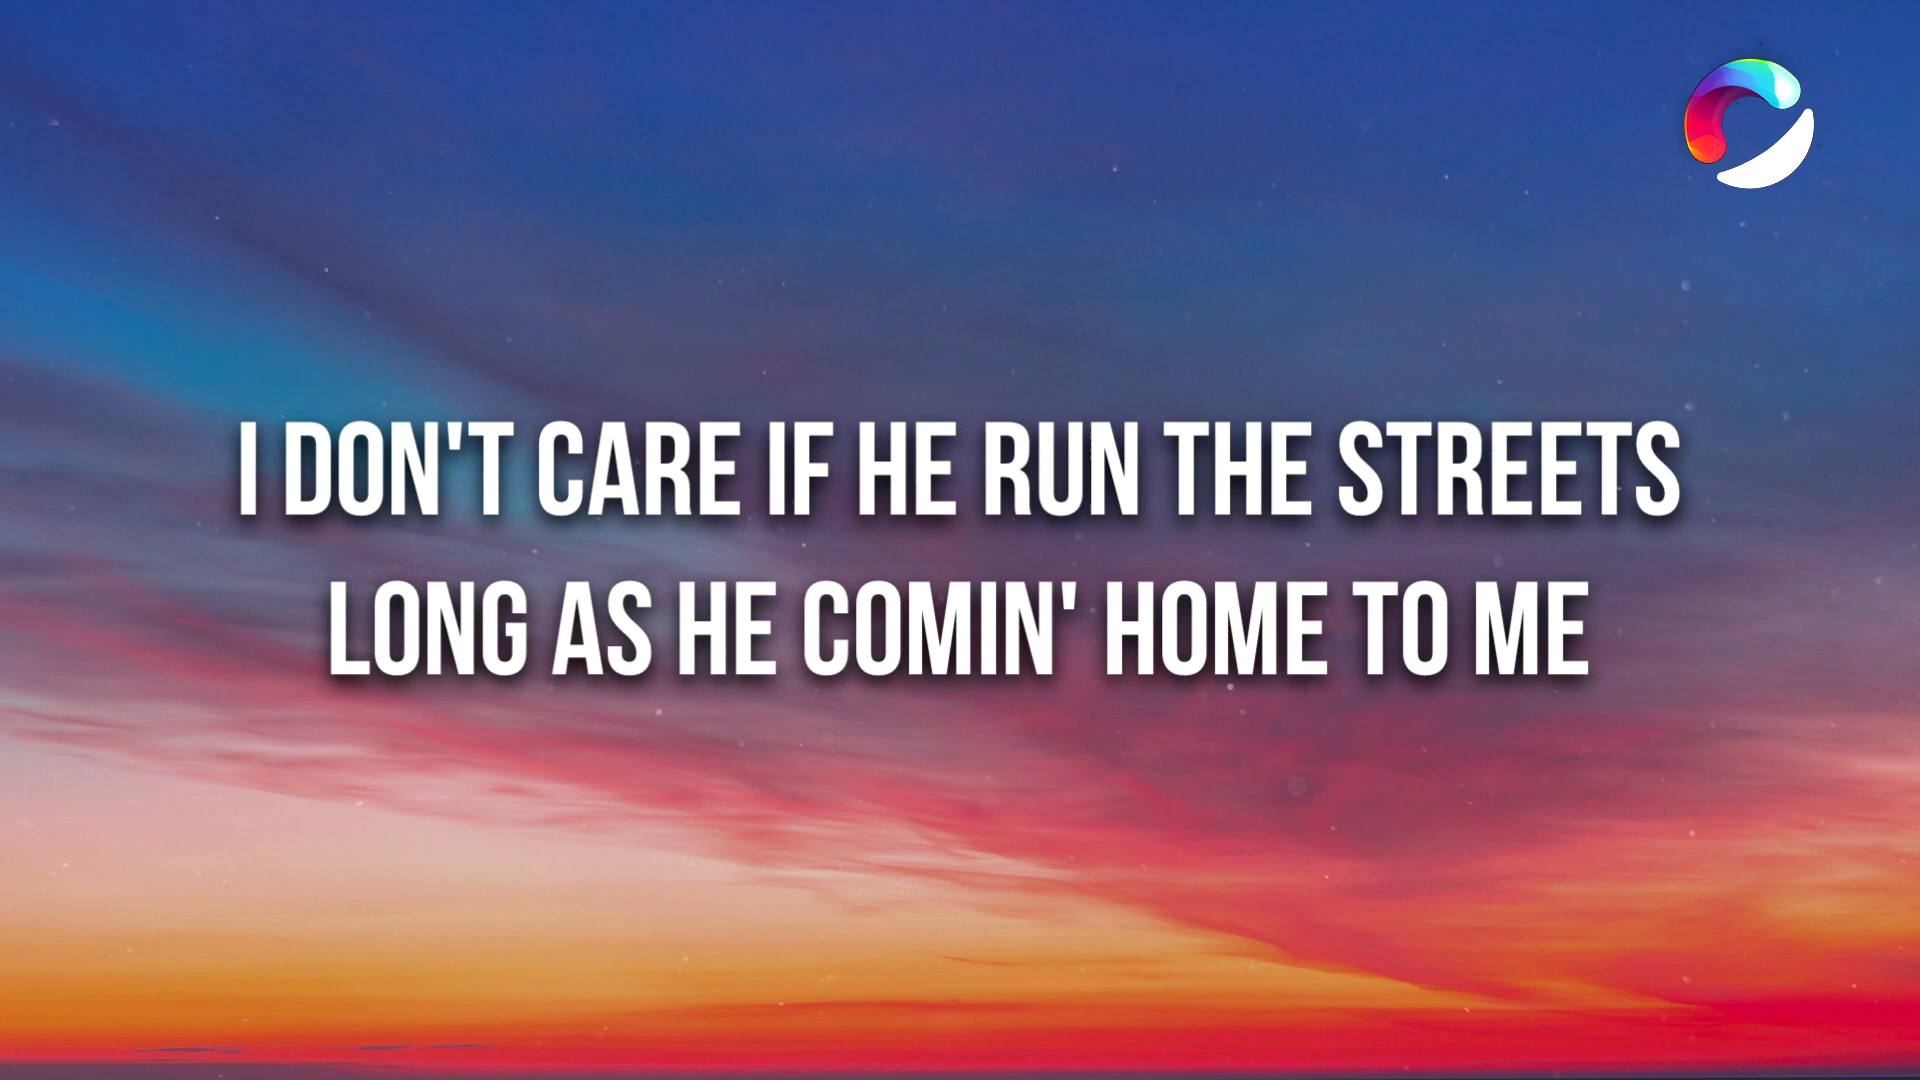 I DON'T CARE IF HE RUN THE STREETS
LONG AS HE COMIN' HOME TO ME